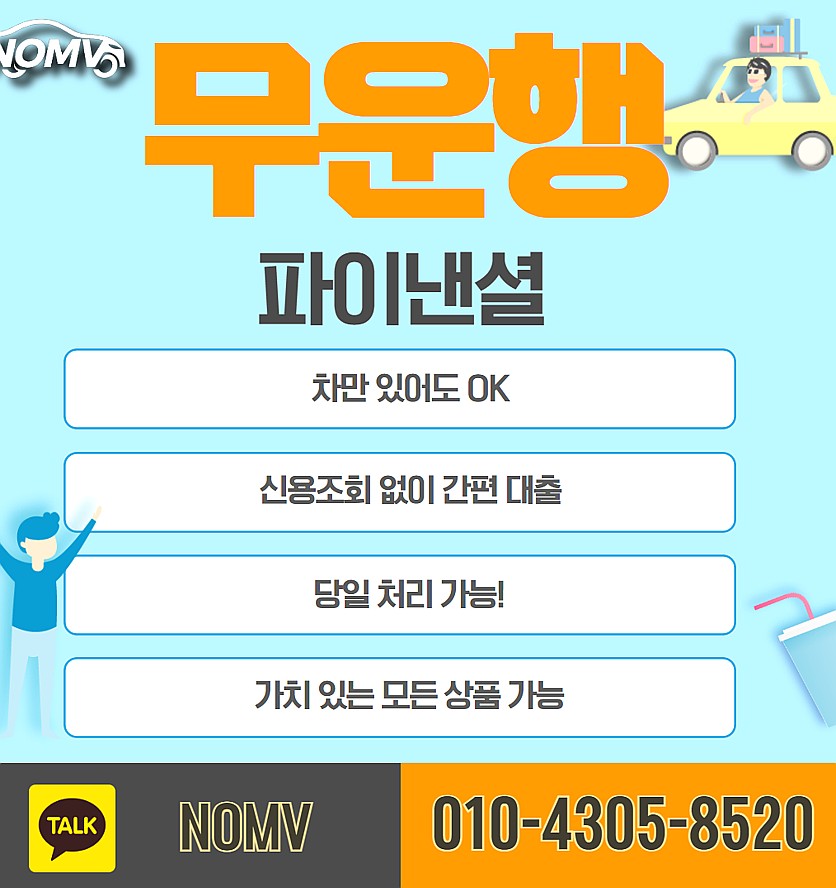 NOMV
무운행
파이낸셜
차만 있어도 OK
신용조회 없이 간편 대출
당일 처리 가능!
가치 있는 모든 상품 가능
TALK
NOMV
010-4305-8520